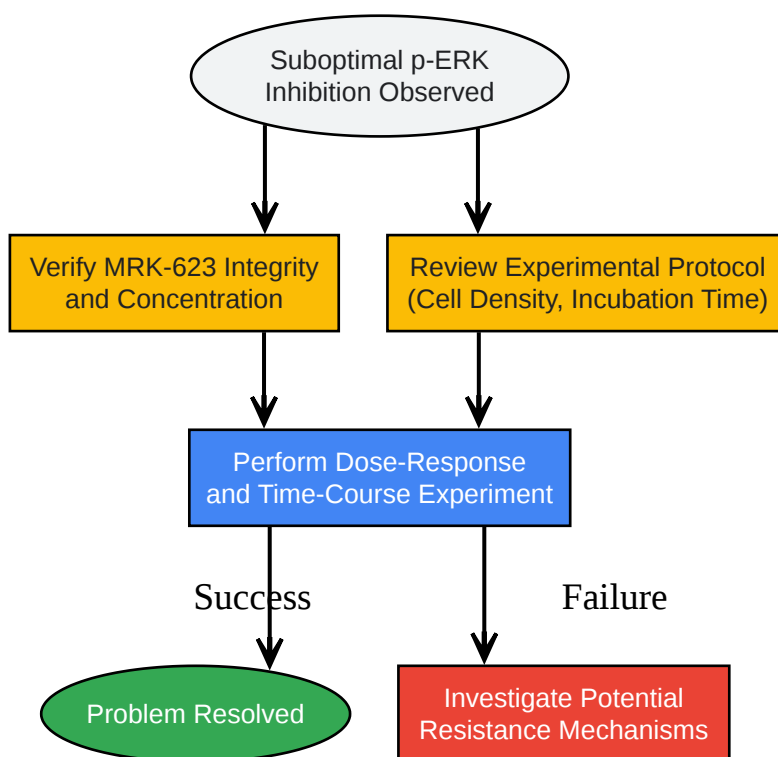 Suboptimal p-ERK
Inhibition Observed
Verify MRK-623 Integrity
and Concentration
Review Experimental Protocol
(Cell Density, Incubation Time)
Perform Dose-Response
and Time-Course Experiment
Success
Failure
Problem Resolved
Investigate Potential
Resistance Mechanisms